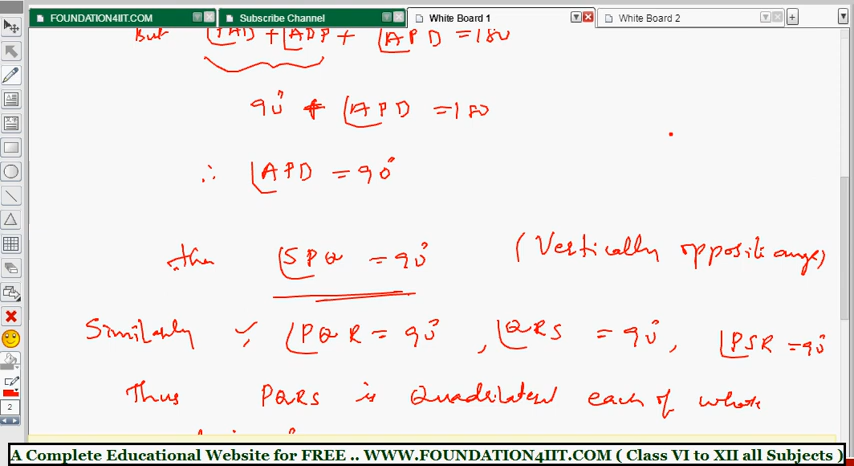 FOUNDATION4IIT.COM Subscribe Channel White Board 1 White Board 2
But ∠PAD + ∠ADP + ∠APD = 180
90° + ∠APD = 180
∴ ∠APD = 90°
then ∠SPQ = 90° (Vertically opposite angs)
Similarly ∠PQR = 90°, ∠QRS = 90°, ∠PSR = 90°
Thus PQRS is Quadrilateral each of whose
2
A Complete Educational Website for FREE .. WWW.FOUNDATION4IIT.COM ( Class VI to XII all Subjects )